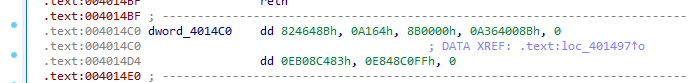 .text:004014BF retn
.text:004014BF ; ---------------------------------------------------------------------------
.text:004014C0 dword_4014C0 dd 824648Bh, 0A164h, 8B0000h, 0A364008Bh, 0
.text:004014C0 ; DATA XREF: .text:loc_401497↑o
.text:004014D4 dd 0EB08C483h, 0E848C0FFh, 0
.text:004014E0 ; ---------------------------------------------------------------------------